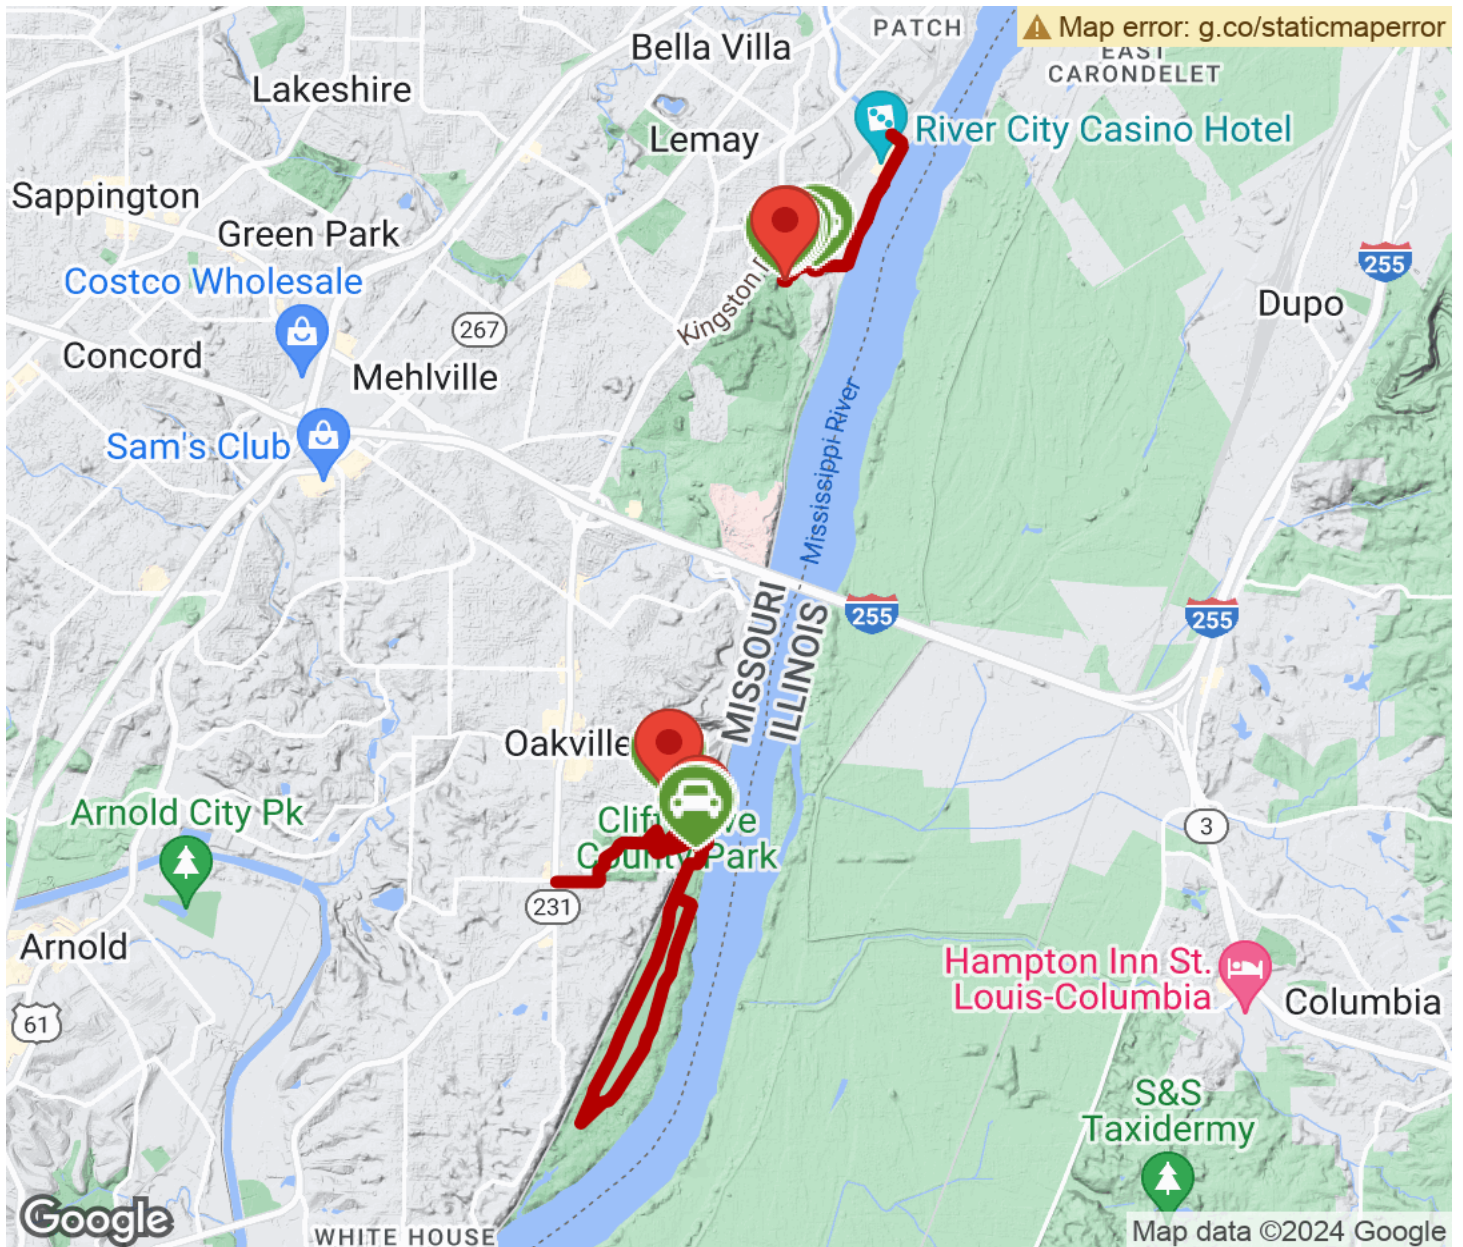 PATCH
Map error: g.co/staticmaperror
Bella Villa
EAST
CARONDELET
Lakeshire
River City Casino Hotel
Lemay
Sappington
Green Park
255
Costco Wholesale
Kingston
Dupo
267
Concord
Mehlville
Sam's Club
Mississippi River
MISSOURI
ILLINOIS
255
255
Oakville
Arnold City Pk
3
County Park
231
Arnold
Hampton Inn St.
Louis-Columbia
Columbia
61
S&S
Taxidermy
Google
WHITE HOUSE
Map data ©2024 Google